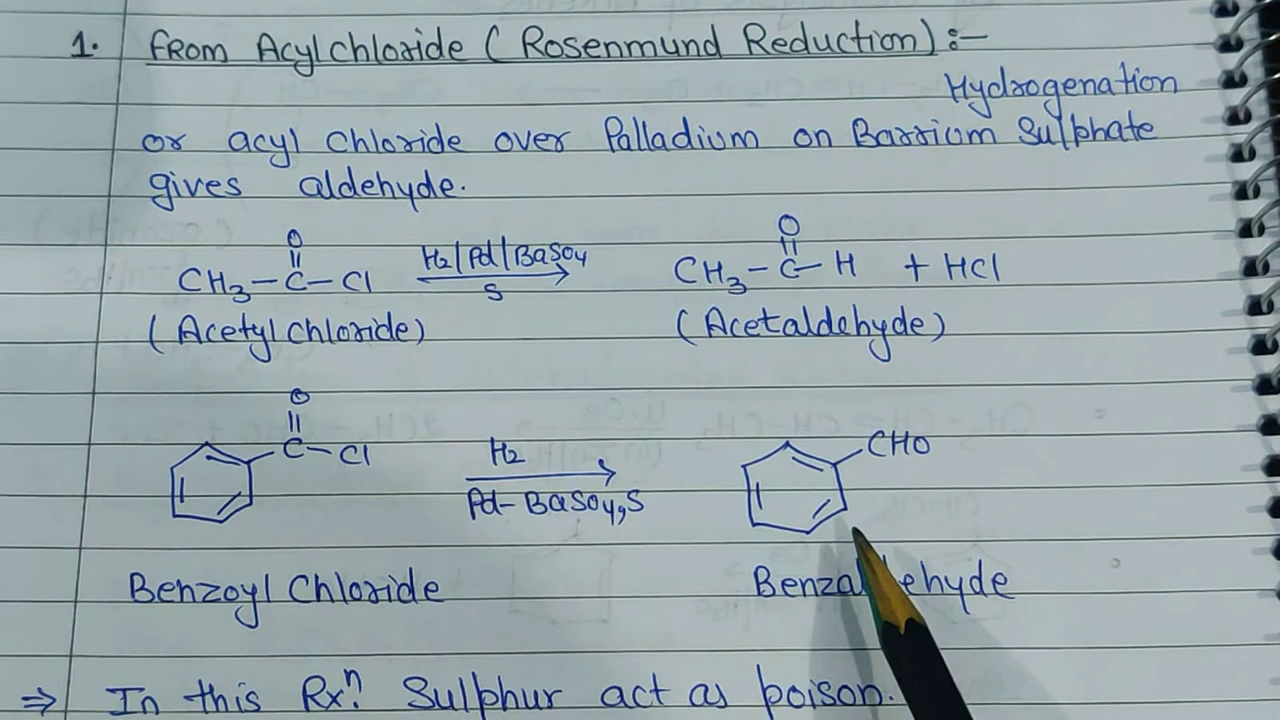 1. From Acylchloride (Rosenmund Reduction) :-
Hydrogenation
or acyl Chloride over Palladium on Barrium Sulphate
gives aldehyde.
O O
CH3-C-Cl H2/Pd/BaSO4 CH3-C-H + HCl
S
(Acetyl chloride) (Acetaldehyde)
O
C-Cl H2 CHO
Pd-BaSO4,S
Benzoyl Chloride Benzaldehyde
⇒ In this Rxn. Sulphur act as poison.